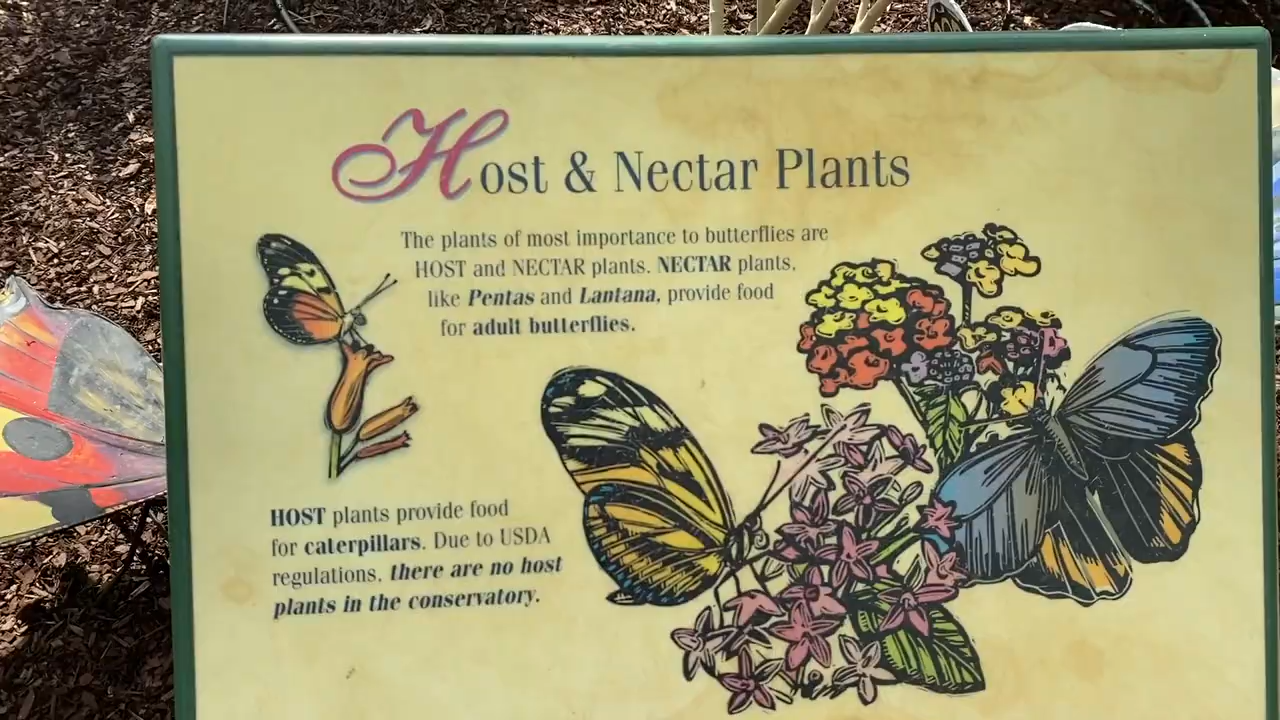 Host & Nectar Plants
The plants of most importance to butterflies are
HOST and NECTAR plants. NECTAR plants,
like Pentas and Lantana, provide food
for adult butterflies.
HOST plants provide food
for caterpillars. Due to USDA
regulations, there are no host
plants in the conservatory.